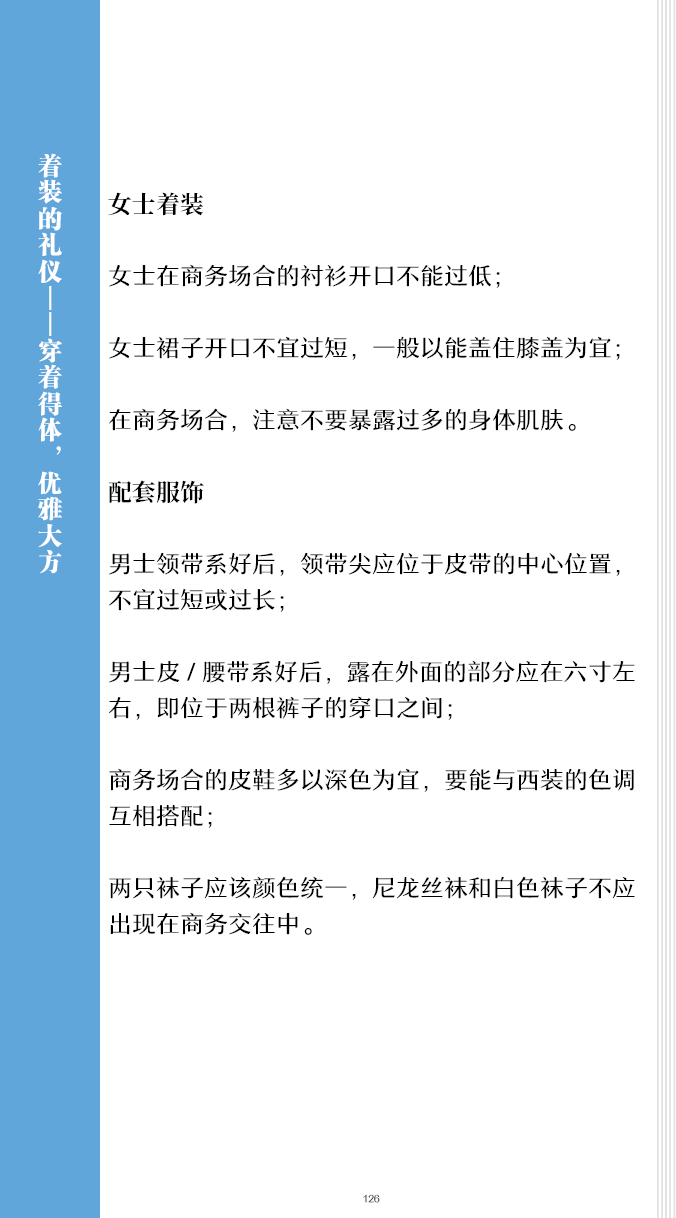 着装的礼仪——穿着得体，优雅大方
女士着装
女士在商务场合的衬衫开口不能过低；
女士裙子开口不宜过短，一般以能盖住膝盖为宜；
在商务场合，注意不要暴露过多的身体肌肤。
配套服饰
男士领带系好后，领带尖应位于皮带的中心位置，
不宜过短或过长；
男士皮 / 腰带系好后，露在外面的部分应在六寸左
右，即位于两根裤子的穿口之间；
商务场合的皮鞋多以深色为宜，要能与西装的色调
互相搭配；
两只袜子应该颜色统一，尼龙丝袜和白色袜子不应
出现在商务交往中。
126